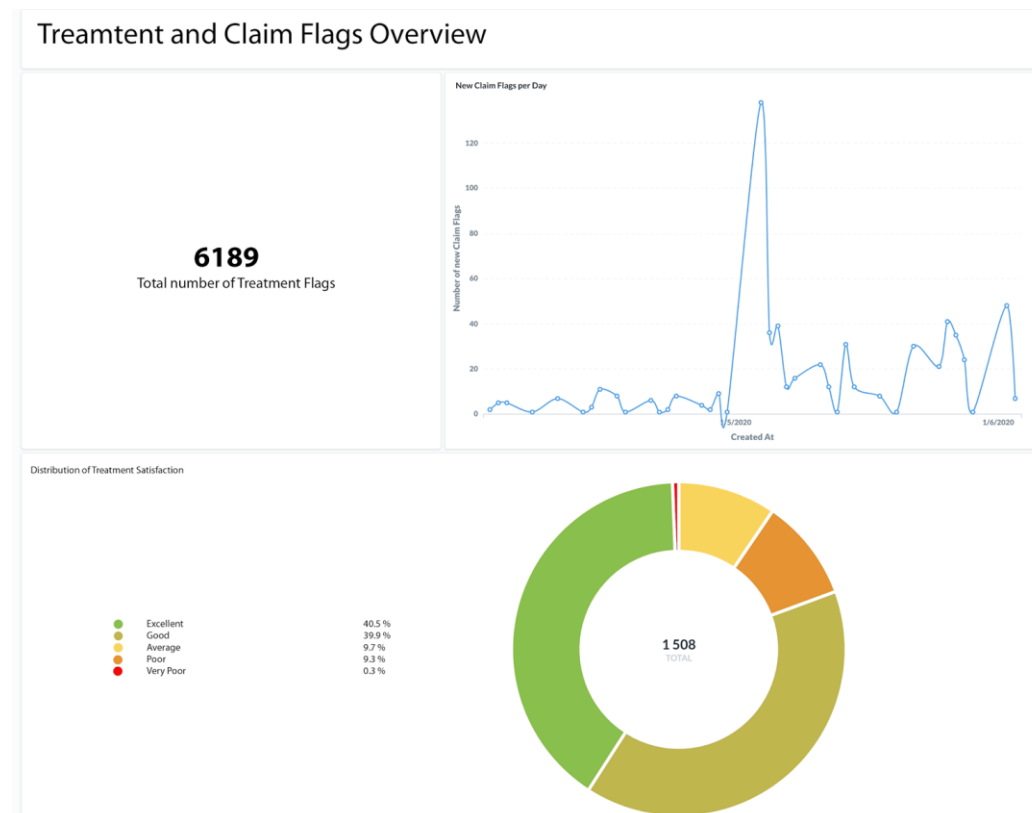 Treamtent and Claim Flags Overview
6189
Total number of Treatment Flags
New Claim Flags per Day
Number of new Claim Flags
120
100
80
60
40
20
0
1/5/2020
1/6/2020
Created At
Distribution of Treatment Satisfaction
Excellent 40.5 %
Good 39.9 %
Average 9.7 %
Poor 9.3 %
Very Poor 0.3 %
1 508
TOTAL